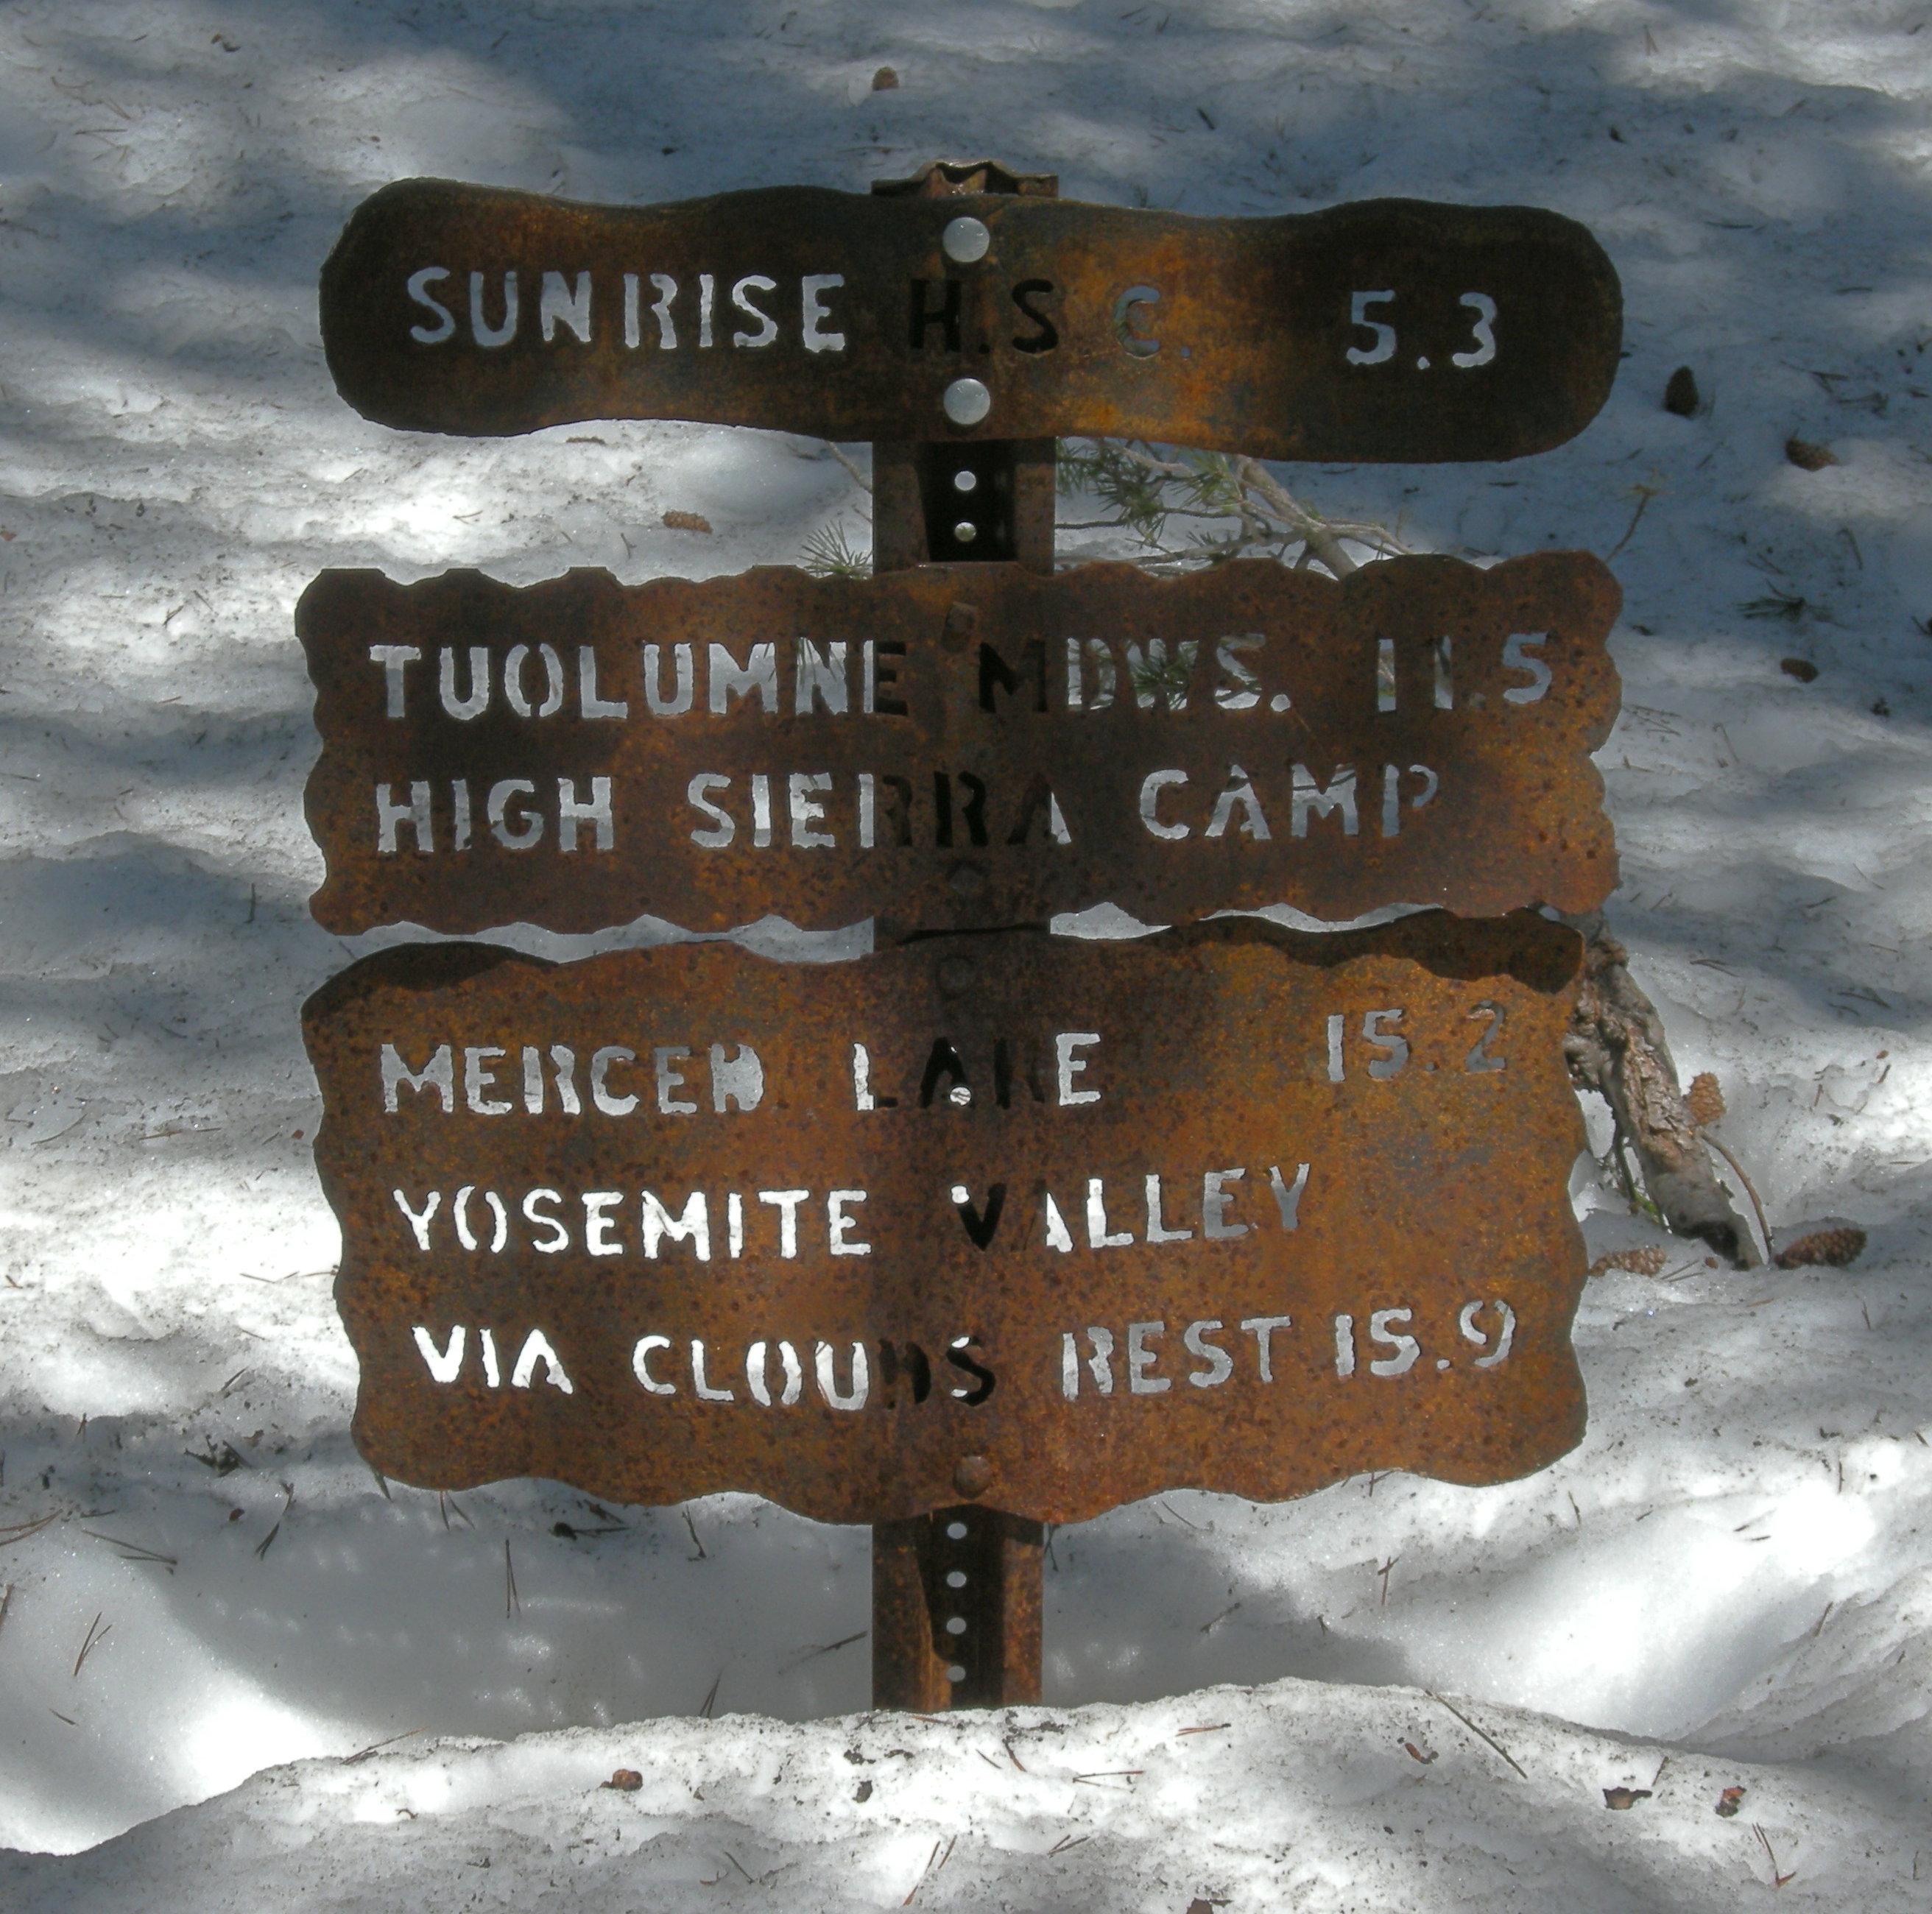 SUNRISE H.S.C. 5.3
TUOLUMNE MDWS. 11.5
HIGH SIERRA CAMP
MERCED LAKE 15.2
YOSEMITE VALLEY
VIA CLOUDS REST 15.9